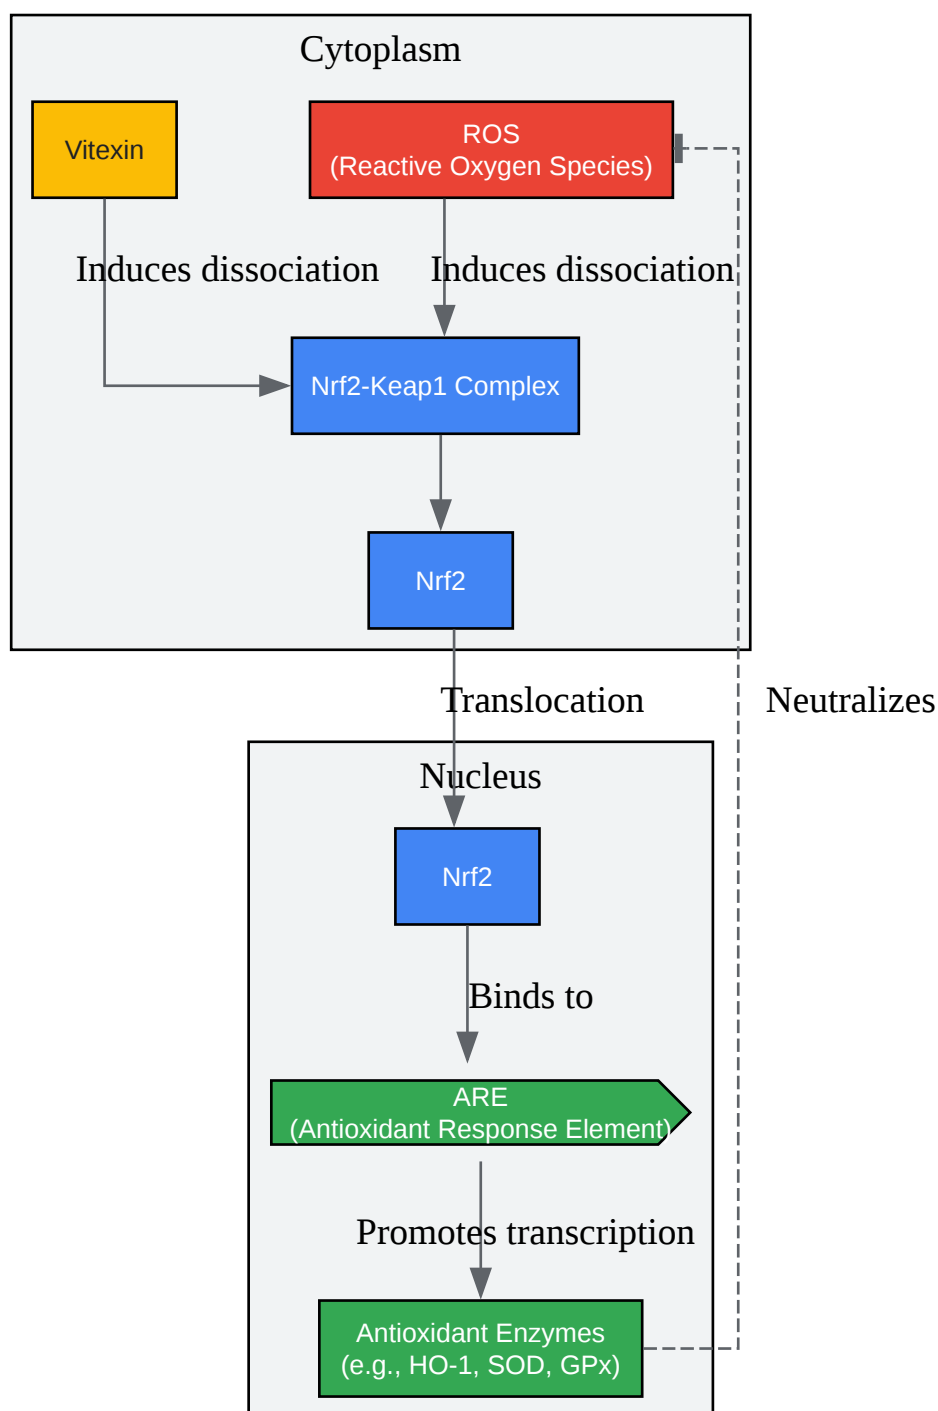 Cytoplasm
Vitexin
ROS
(Reactive Oxygen Species)
Induces dissociation
Induces dissociation
Nrf2-Keap1 Complex
Nrf2
Translocation
Neutralizes
Nucleus
Nrf2
Binds to
ARE
(Antioxidant Response Element)
Promotes transcription
Antioxidant Enzymes
(e.g., HO-1, SOD, GPx)